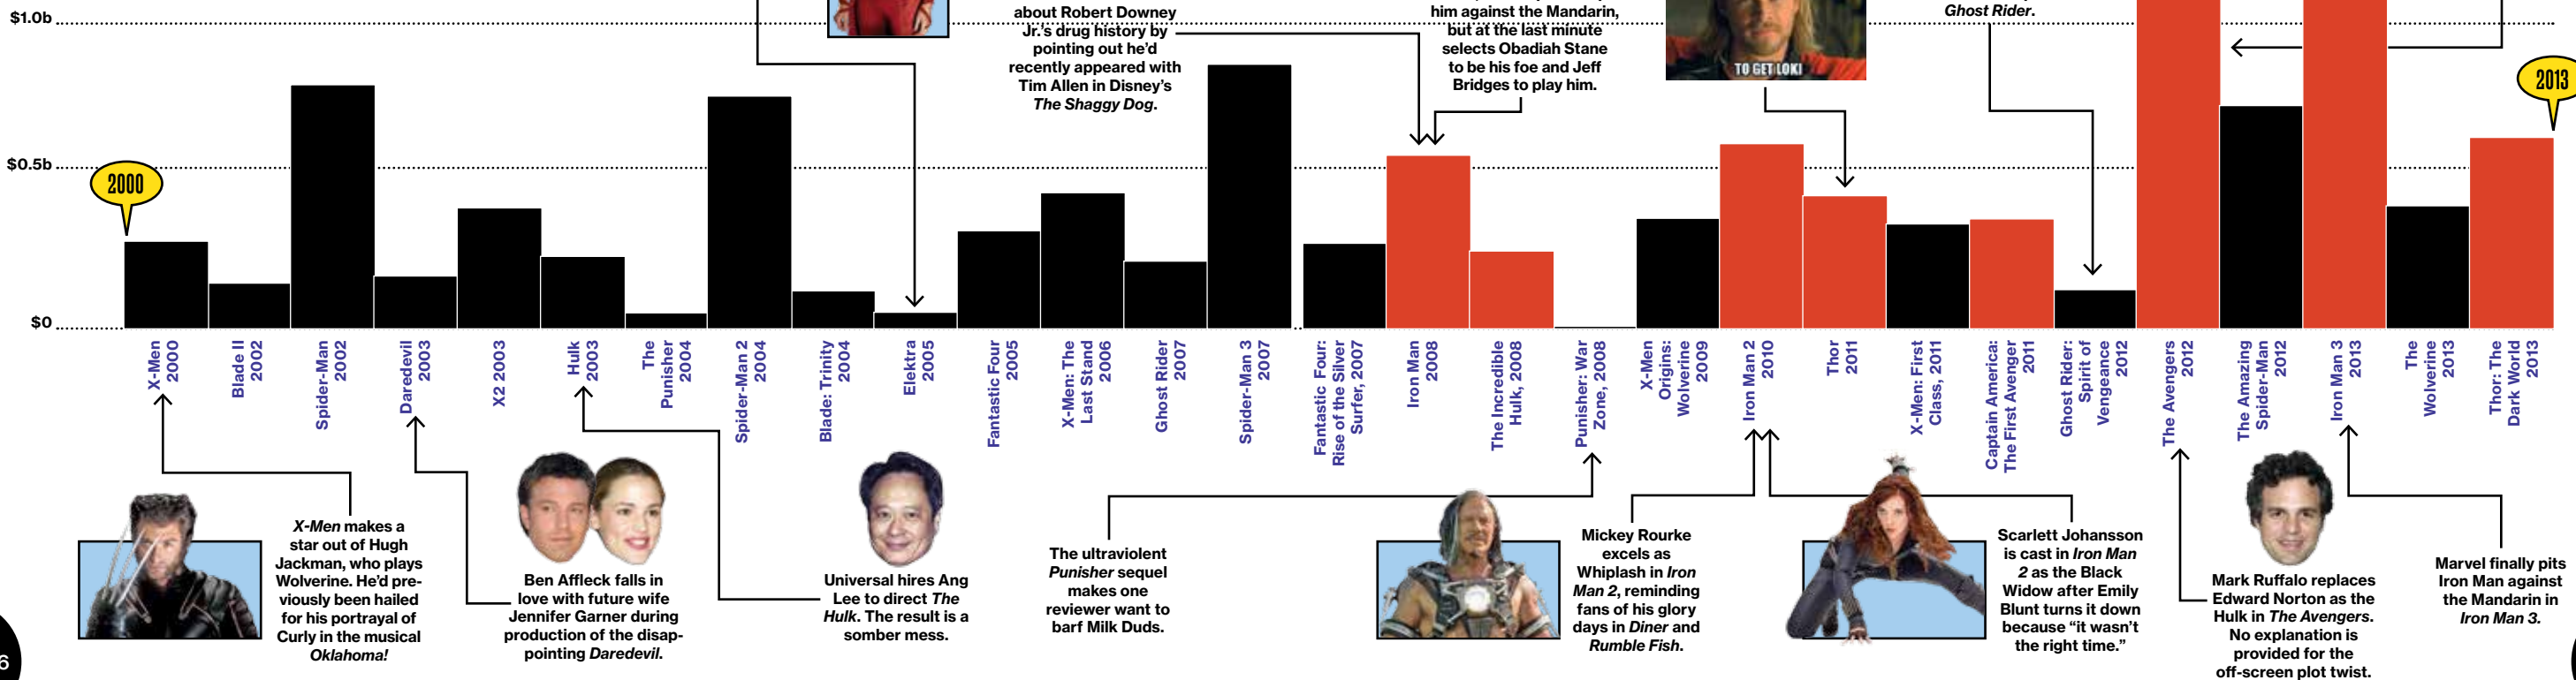 $1.0b
about Robert Downey
Jr.'s drug history by
pointing out he'd
recently appeared with
Tim Allen in Disney's
The Shaggy Dog.
him against the Mandarin,
but at the last minute
selects Obadiah Stane
to be his foe and Jeff
Bridges to play him.
TO GET LOKI
Ghost Rider.
2013
$0.5b
2000
$0
X-Men
2000
Blade II
2002
Spider-Man
2002
Daredevil
2003
X2 2003
Hulk
2003
The
Punisher
2004
Spider-Man 2
2004
Blade: Trinity
2004
Elektra
2005
Fantastic Four
2005
X-Men: The
Last Stand
2006
Ghost Rider
2007
Spider-Man 3
2007
Fantastic Four:
Rise of the Silver
Surfer, 2007
Iron Man
2008
The Incredible
Hulk, 2008
Punisher: War
Zone, 2008
X-Men
Origins:
Wolverine
2009
Iron Man 2
2010
Thor
2011
X-Men: First
Class, 2011
Captain America:
The First Avenger
2011
Ghost Rider:
Spirit of
Vengeance
2012
The Avengers
2012
The Amazing
Spider-Man
2012
Iron Man 3
2013
The
Wolverine
2013
Thor: The
Dark World
2013
X-Men makes a
star out of Hugh
Jackman, who plays
Wolverine. He'd pre-
viously been hailed
for his portrayal of
Curly in the musical
Oklahoma!
Ben Affleck falls in
love with future wife
Jennifer Garner during
production of the disap-
pointing Daredevil.
Universal hires Ang
Lee to direct The
Hulk. The result is a
somber mess.
The ultraviolent
Punisher sequel
makes one
reviewer want to
barf Milk Duds.
Mickey Rourke
excels as
Whiplash in Iron
Man 2, reminding
fans of his glory
days in Diner and
Rumble Fish.
Scarlett Johansson
is cast in Iron Man
2 as the Black
Widow after Emily
Blunt turns it down
because "it wasn't
the right time."
Mark Ruffalo replaces
Edward Norton as the
Hulk in The Avengers.
No explanation is
provided for the
off-screen plot twist.
Marvel finally pits
Iron Man against
the Mandarin in
Iron Man 3.
6